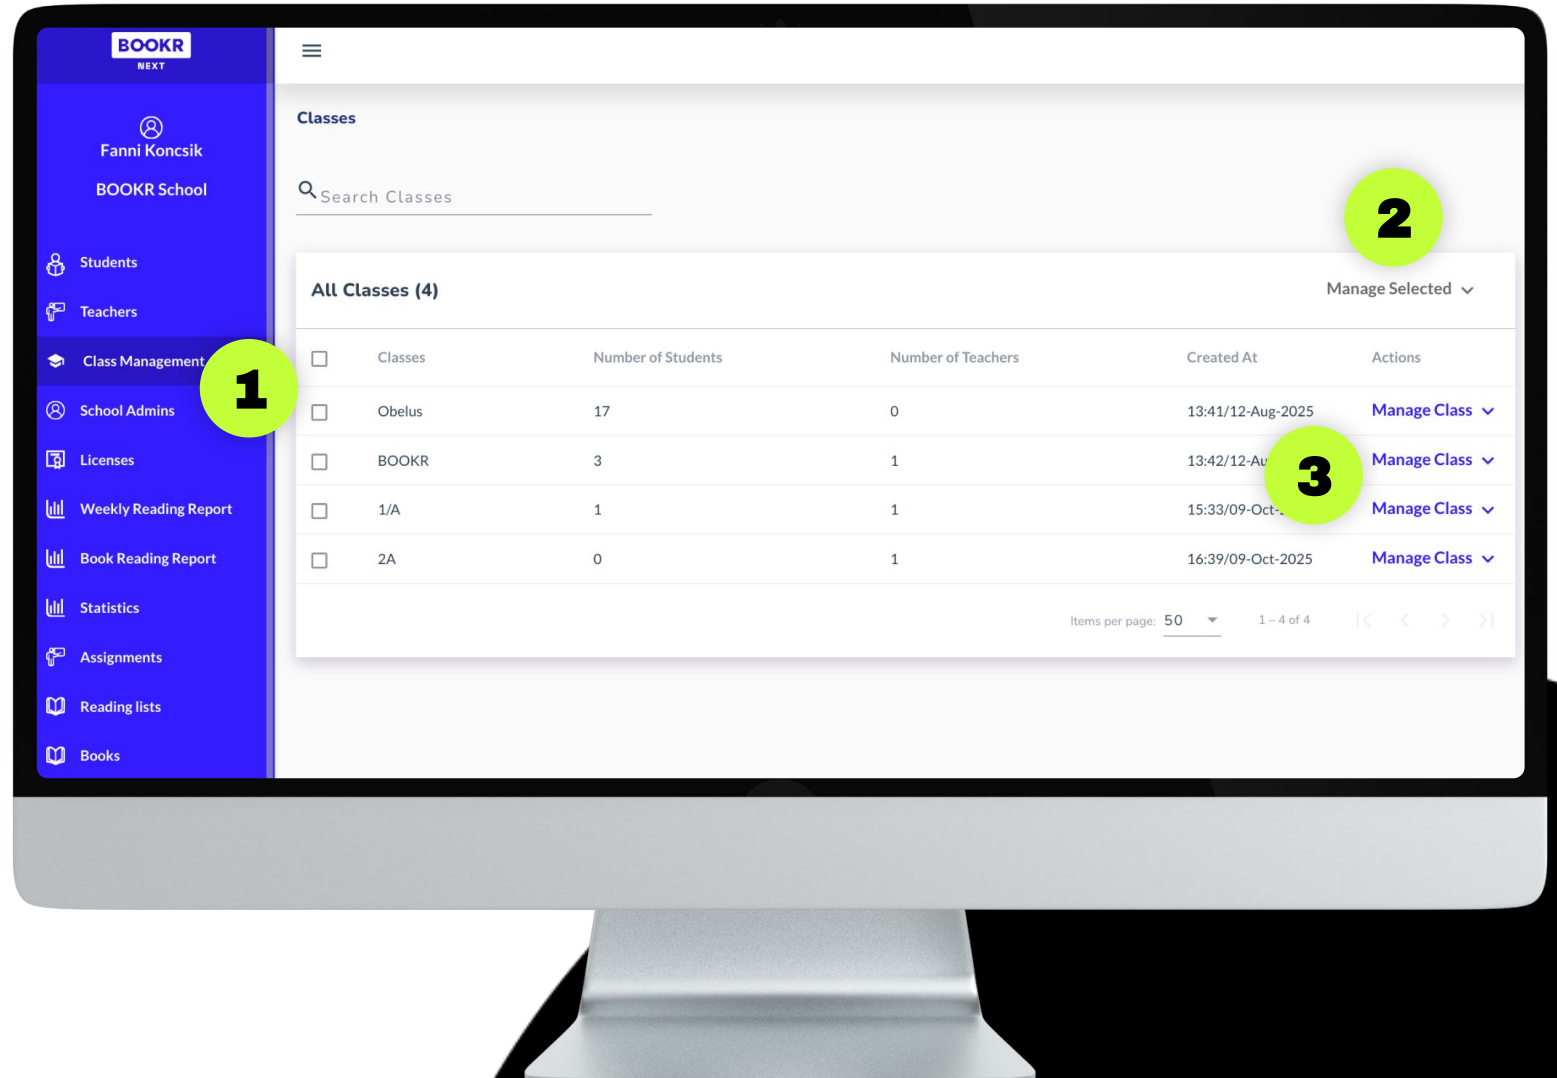 BOOKR
NEXT
Fanni Koncsik
BOOKR School
Students
Teachers
Class Management
School Admins
Licenses
Weekly Reading Report
Book Reading Report
Statistics
Assignments
Reading lists
Books
1
Classes
Search Classes
2
All Classes (4)
Manage Selected
Classes Number of Students Number of Teachers Created At Actions
Obelus 17 0 13:41/12-Aug-2025 Manage Class
BOOKR 3 1 13:42/12-Au Manage Class
3
1/A 1 1 15:33/09-Oct- Manage Class
2A 0 1 16:39/09-Oct-2025 Manage Class
Items per page: 50 1 – 4 of 4